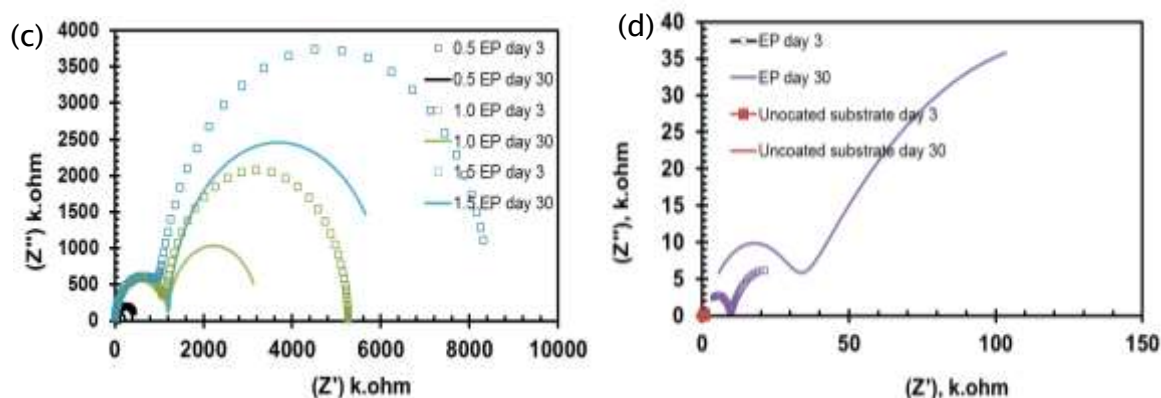 (c)
4000
3500
3000
2500
2000
1500
1000
500
0
(Z'') k.ohm
0.5 EP day 3
0.5 EP day 30
1.0 EP day 3
1.0 EP day 30
1.5 EP day 3
1.5 EP day 30
0 2000 4000 6000 8000 10000
(Z') k.ohm
(d)
40
35
30
25
20
15
10
5
0
(Z''), k.ohm
EP day 3
EP day 30
Unocated substrate day 3
Uncoated substrate day 30
0 50 100 150
(Z'), k.ohm